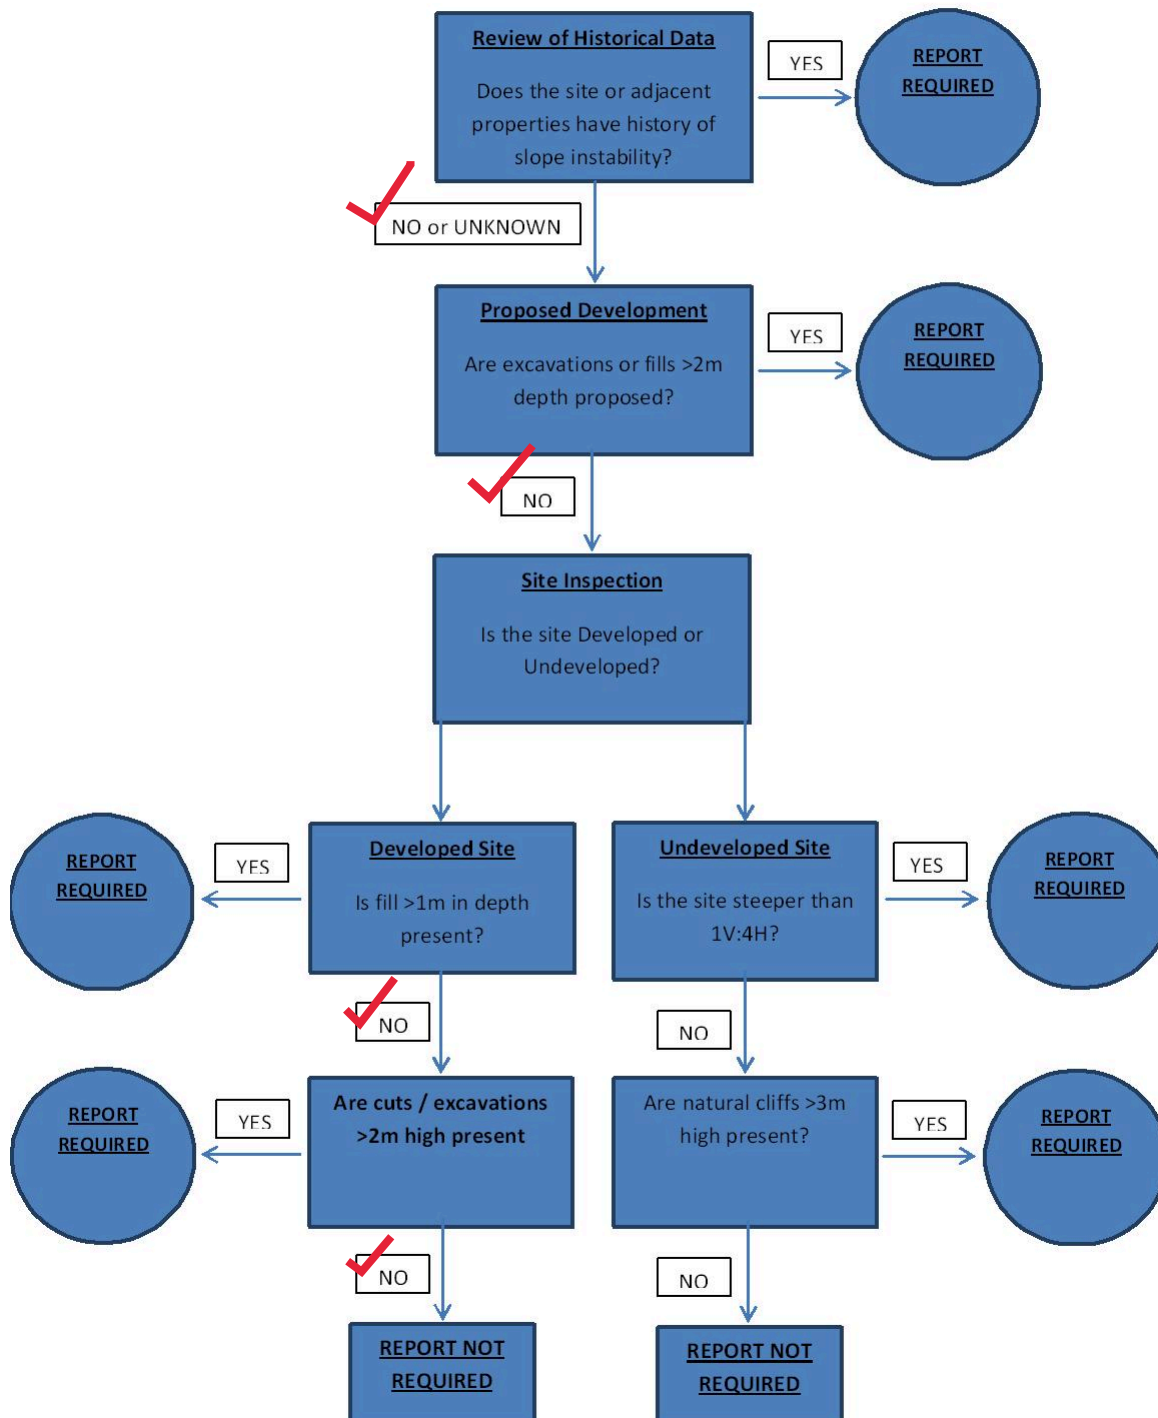 Review of Historical Data
Does the site or adjacent
properties have history of
slope instability?
YES
REPORT
REQUIRED
NO or UNKNOWN
Proposed Development
Are excavations or fills >2m
depth proposed?
YES
REPORT
REQUIRED
NO
Site Inspection
Is the site Developed or
Undeveloped?
REPORT
REQUIRED
YES
Developed Site
Is fill >1m in depth
present?
Undeveloped Site
Is the site steeper than
1V:4H?
YES
REPORT
REQUIRED
NO
NO
REPORT
REQUIRED
YES
Are cuts / excavations
>2m high present
Are natural cliffs >3m
high present?
YES
REPORT
REQUIRED
NO
NO
REPORT NOT
REQUIRED
REPORT NOT
REQUIRED